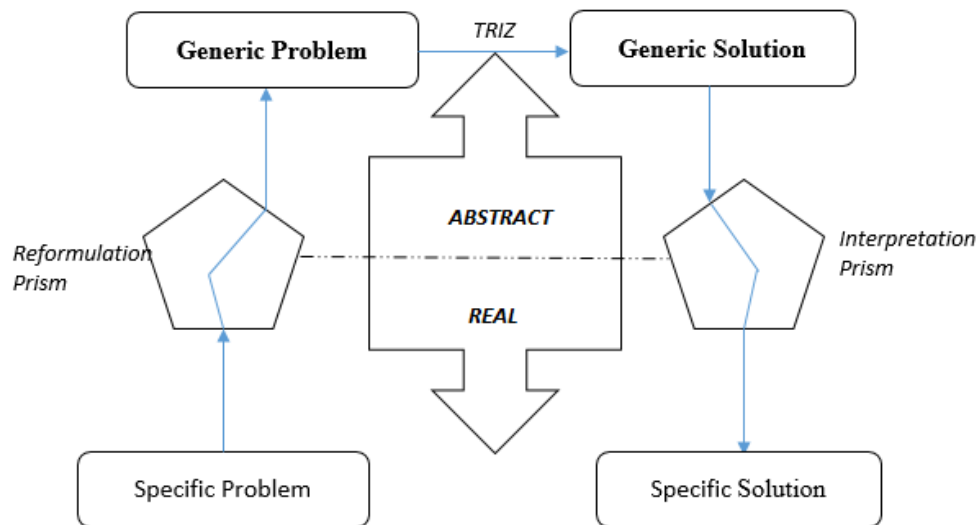 TRIZ
Generic Problem
Generic Solution
ABSTRACT
Reformulation
Prism
Interpretation
Prism
REAL
Specific Problem
Specific Solution